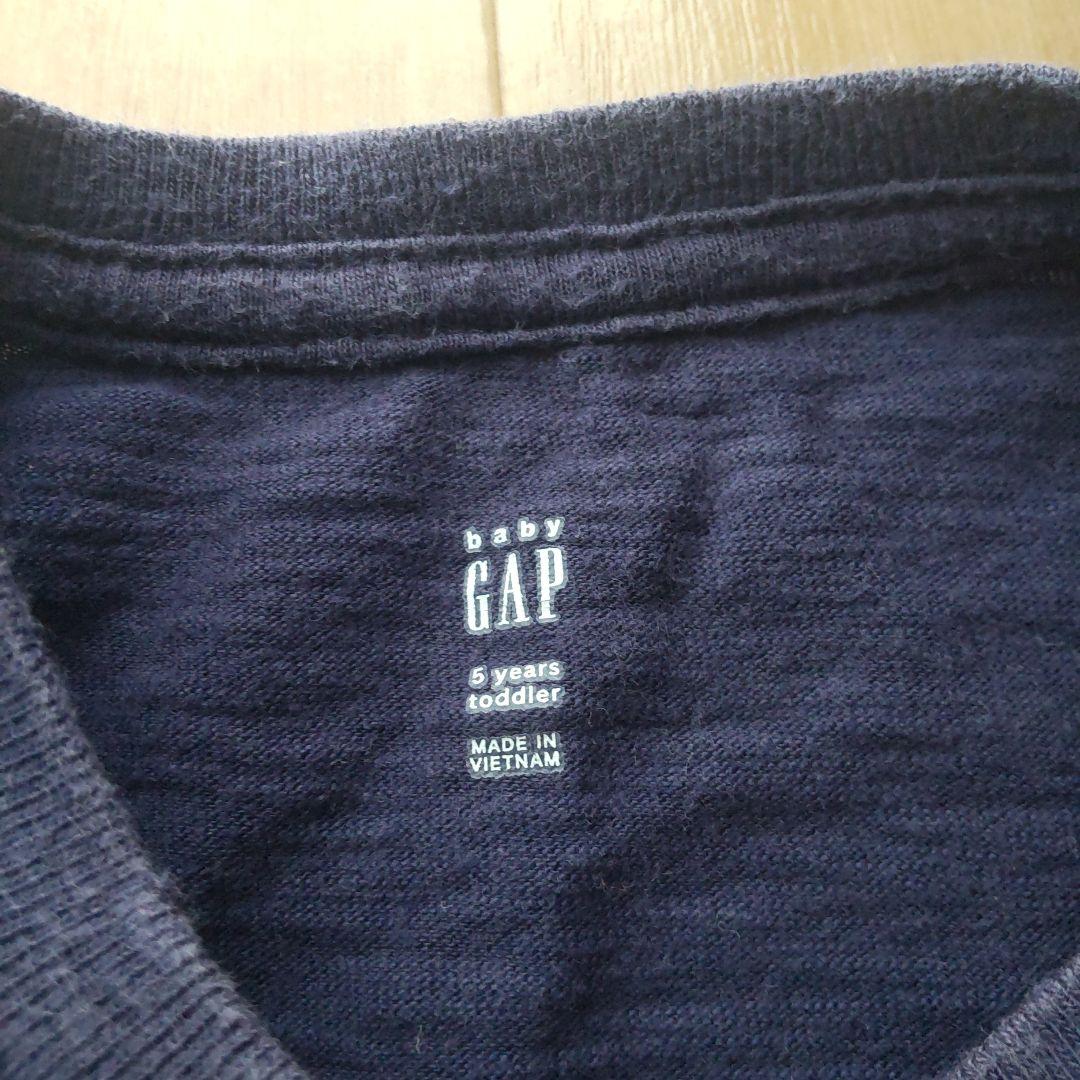 baby
GAP
5 years
toddler
MADE IN
VIETNAM